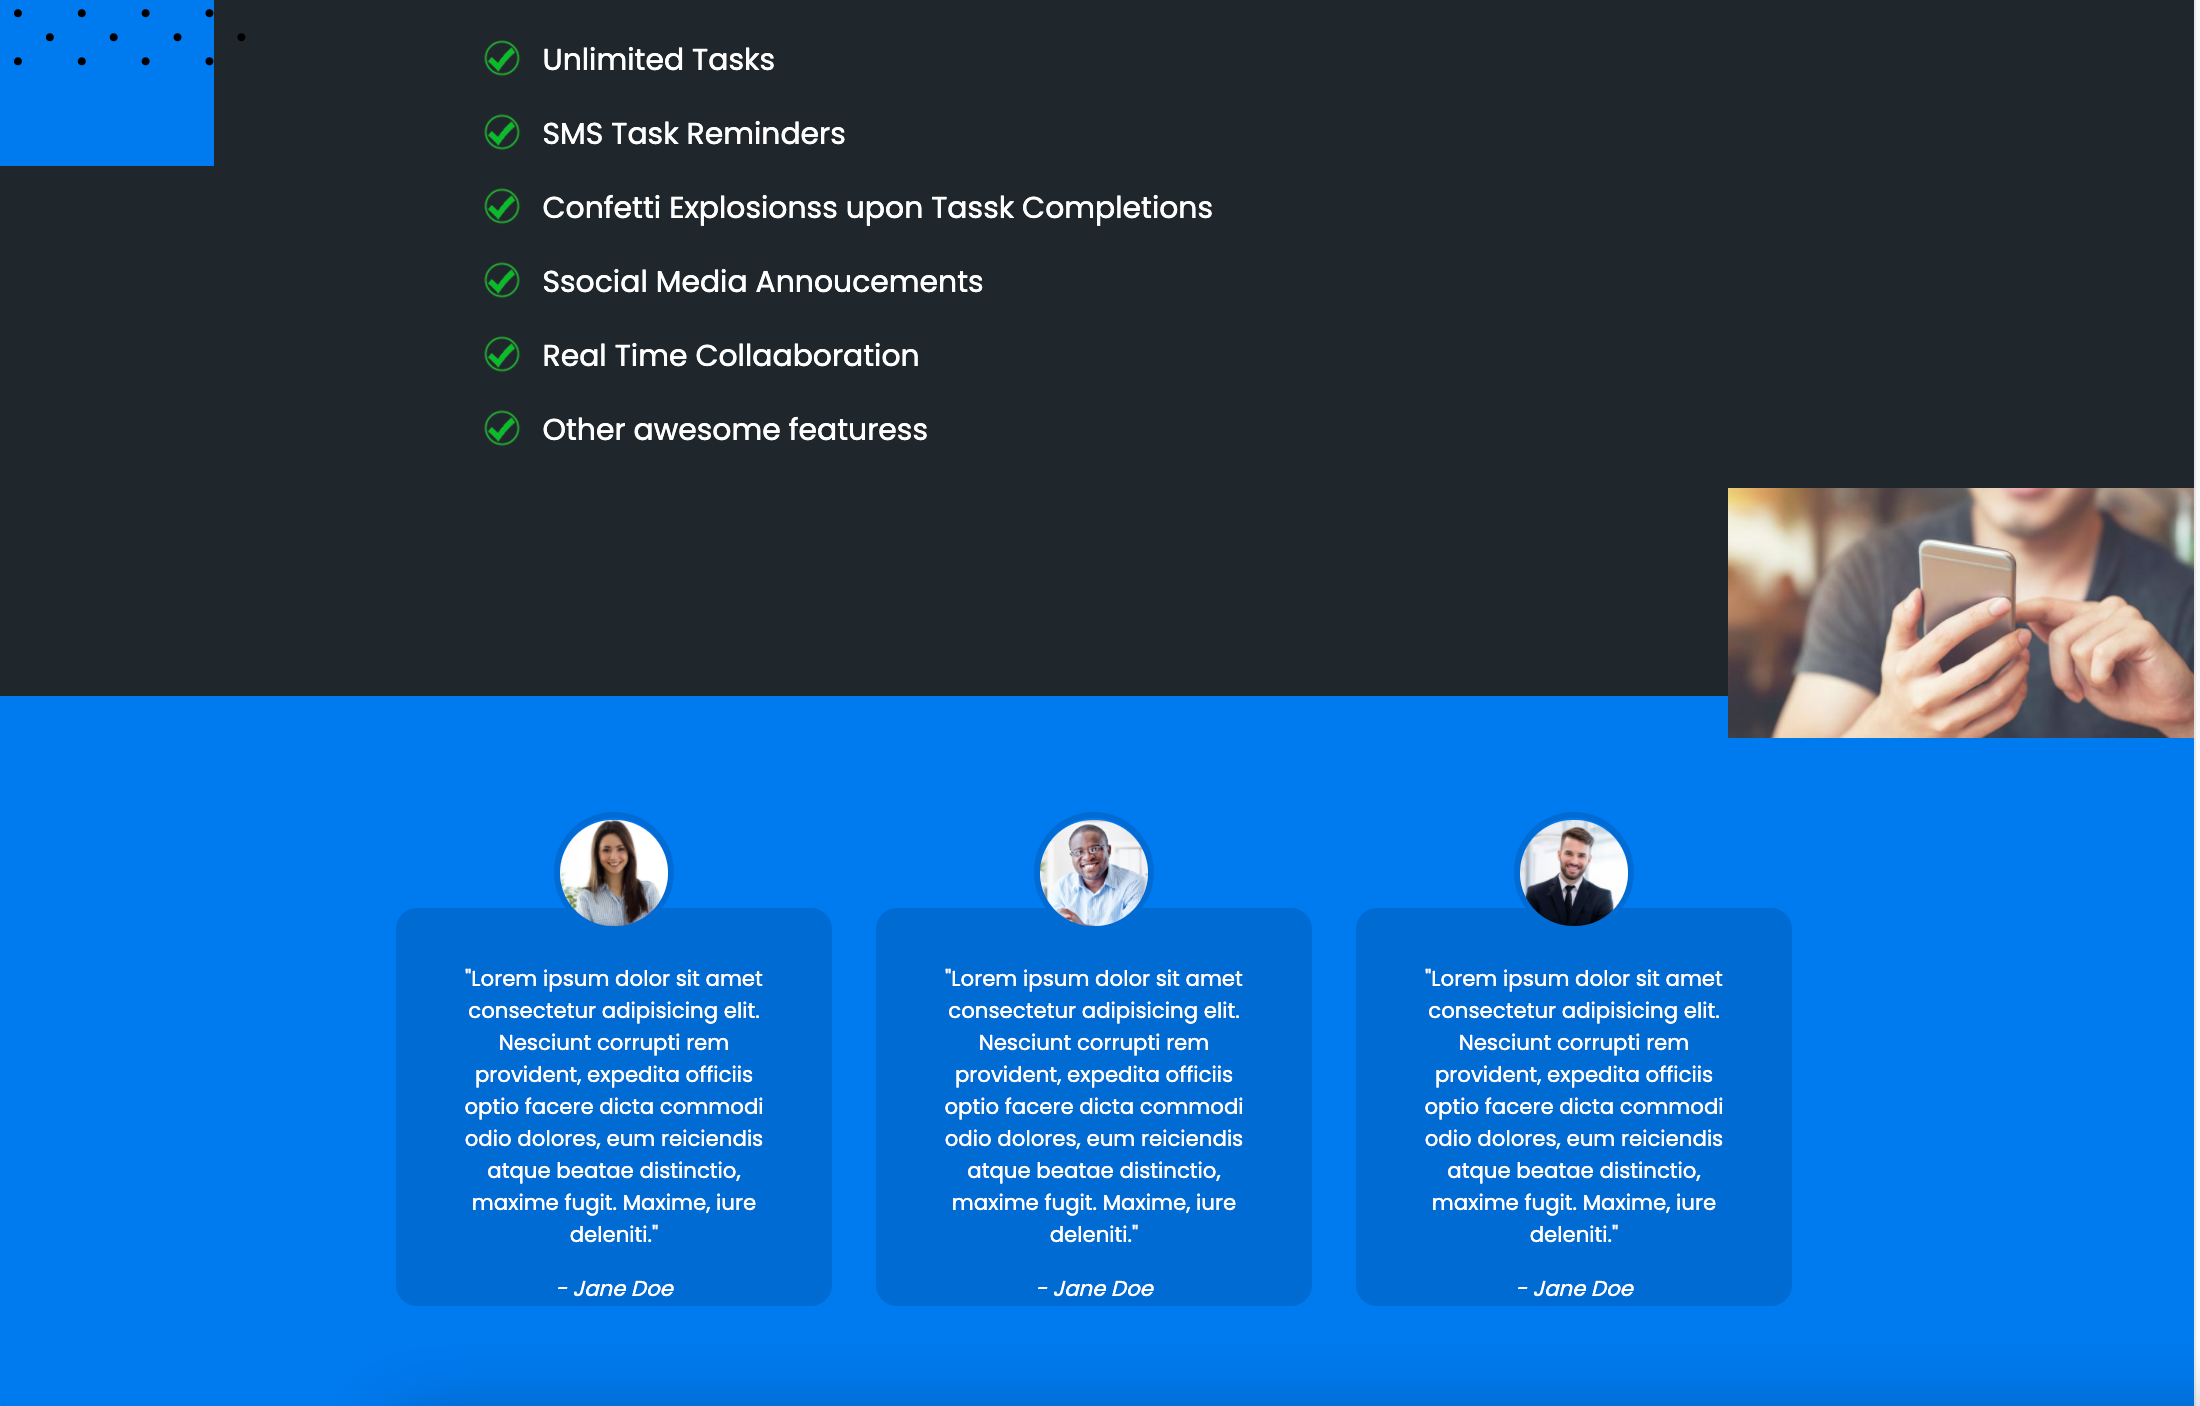 Unlimited Tasks
SMS Task Reminders
Confetti Explosionss upon Tassk Completions
Ssocial Media Annoucements
Real Time Collaaboration
Other awesome featuress
"Lorem ipsum dolor sit amet
consectetur adipisicing elit.
Nesciunt corrupti rem
provident, expedita officiis
optio facere dicta commodi
odio dolores, eum reiciendis
atque beatae distinctio,
maxime fugit. Maxime, iure
deleniti."
- Jane Doe
"Lorem ipsum dolor sit amet
consectetur adipisicing elit.
Nesciunt corrupti rem
provident, expedita officiis
optio facere dicta commodi
odio dolores, eum reiciendis
atque beatae distinctio,
maxime fugit. Maxime, iure
deleniti."
- Jane Doe
"Lorem ipsum dolor sit amet
consectetur adipisicing elit.
Nesciunt corrupti rem
provident, expedita officiis
optio facere dicta commodi
odio dolores, eum reiciendis
atque beatae distinctio,
maxime fugit. Maxime, iure
deleniti."
- Jane Doe